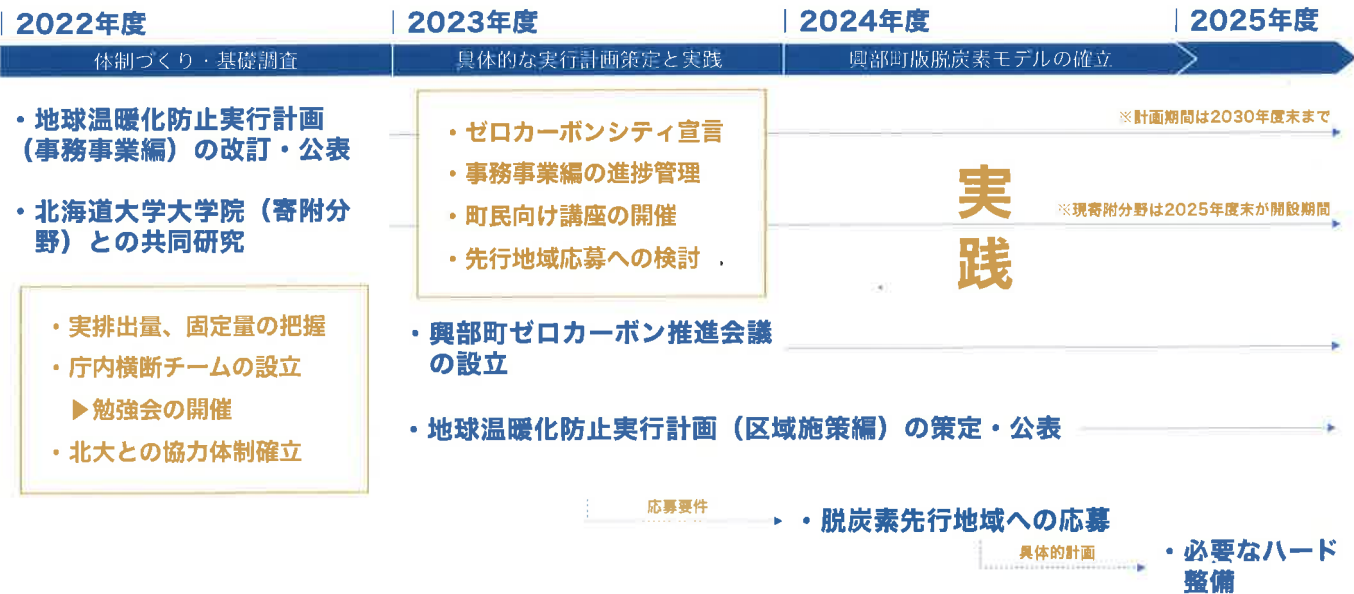 2022年度
2023年度
2024年度
2025年度
体制づくり・基礎調査
具体的な実行計画策定と実践
興部町版脱炭素モデルの確立
・地球温暖化防止実行計画
（事務事業編）の改訂・公表
・北海道大学大学院（寄附分
野）との共同研究
・実排出量、固定量の把握
・庁内横断チームの設立
▶勉強会の開催
・北大との協力体制確立
・ゼロカーボンシティ宣言
・事務事業編の進捗管理
・町民向け講座の開催
・先行地域応募への検討
※計画期間は2030年度末まで
実
践
※現寄附分野は2025年度末が開設期間
・興部町ゼロカーボン推進会議
の設立
・地球温暖化防止実行計画（区域施策編）の策定・公表
応募要件
・脱炭素先行地域への応募
具体的計画
・必要なハード
整備